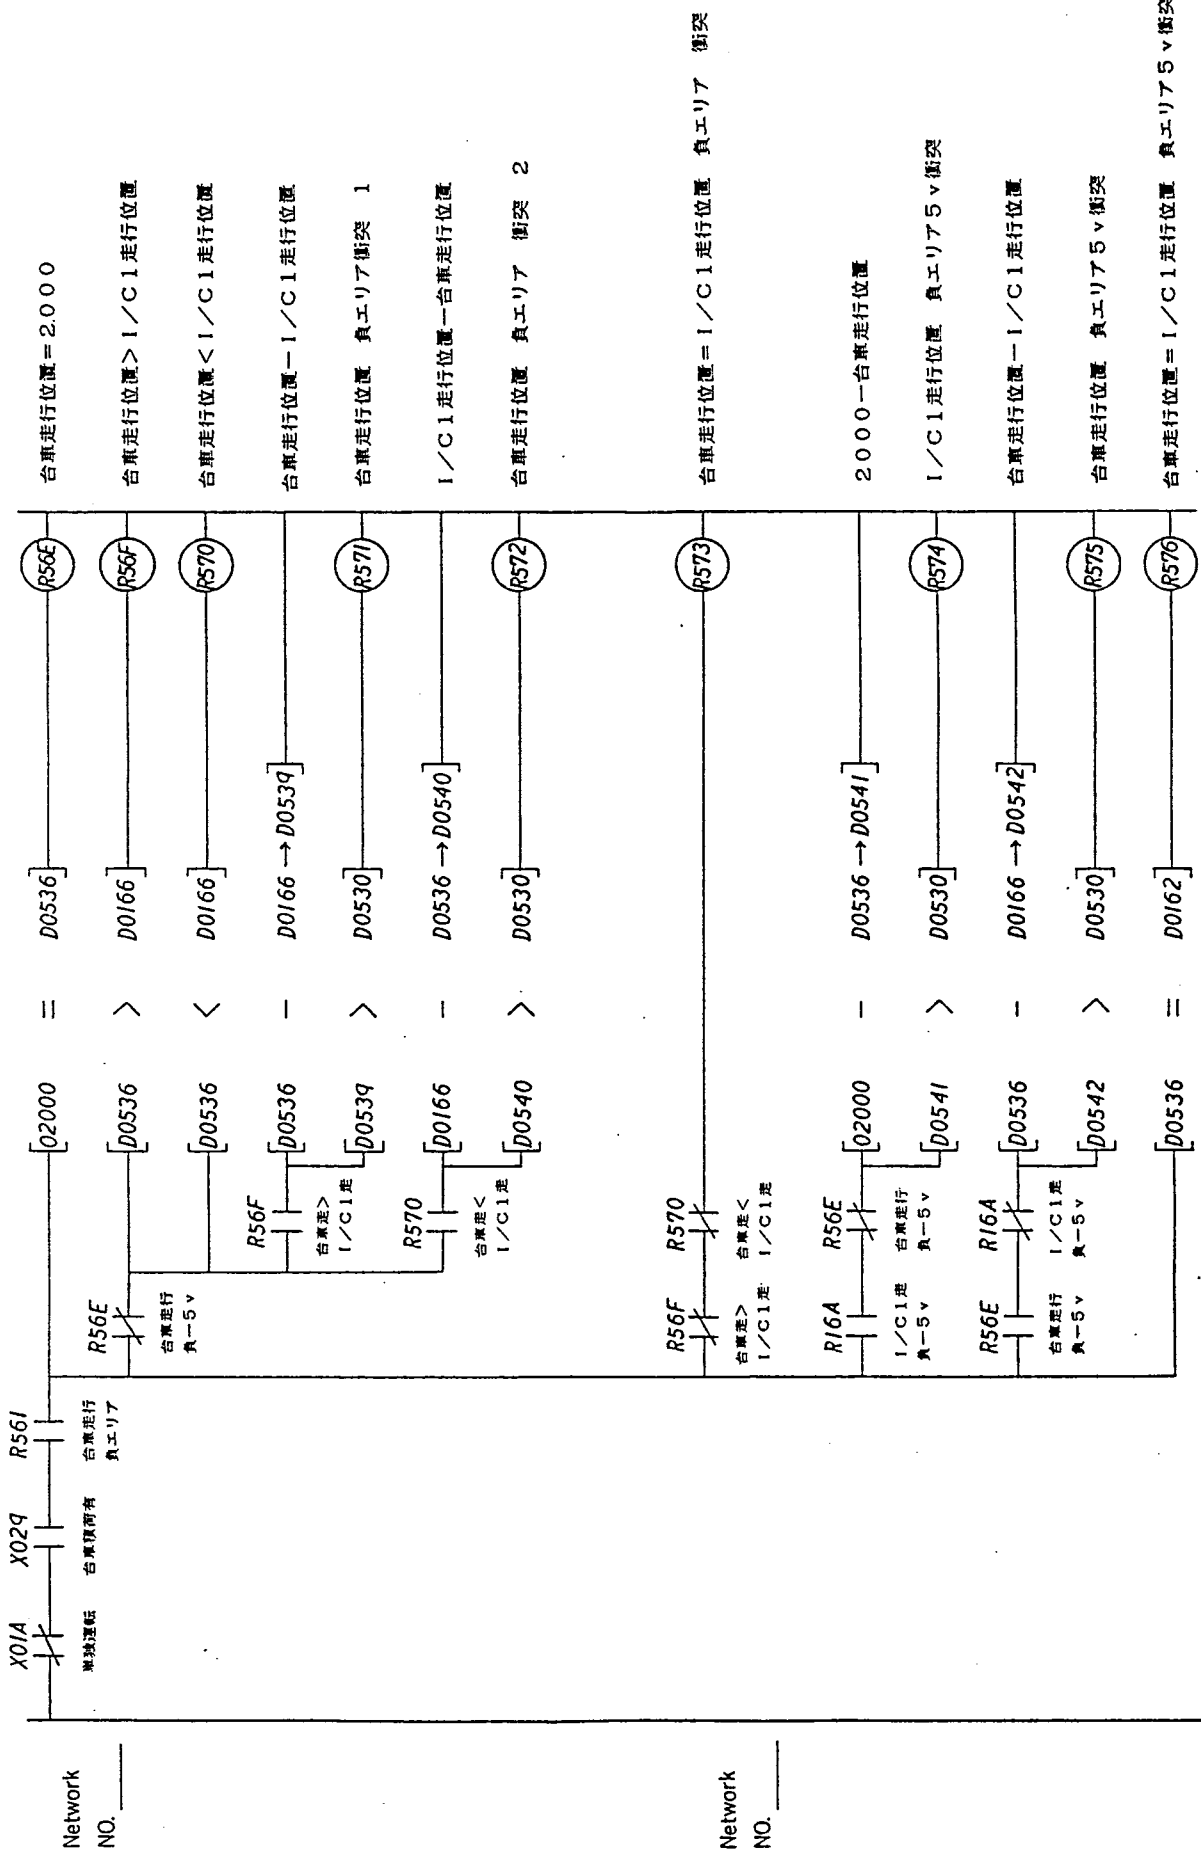 Network
NO.
X01A
単独運転
X029
台車積荷有
R561
台車走行
負エリア
[02000 = D0536]
R56E
台車走行位置=2.000
R56E
台車走行
負−5v
[D0536 > D0166]
R56F
台車走行位置>I/C1走行位置
[D0536 < D0166]
R570
台車走行位置<I/C1走行位置
R56F
台車走>
I/C1走
[D0536 - D0166 → D0539]
台車走行位置−I/C1走行位置
[D0539 > D0530]
R571
台車走行位置 負エリア衝突 1
R570
台車走<
I/C1走
[D0166 - D0536 → D0540]
I/C1走行位置−台車走行位置
[D0540 > D0530]
R572
台車走行位置 負エリア 衝突 2
Network
NO.
R56F
台車走>
I/C1走
R570
台車走<
I/C1走
R573
台車走行位置=I/C1走行位置 負エリア 衝突
R16A
I/C1走
負−5v
R56E
台車走行
負−5v
[02000 - D0536 → D0541]
2000−台車走行位置
[D0541 > D0530]
R574
I/C1走行位置 負エリア5v衝突
R56E
台車走行
負−5v
R16A
I/C1走
負−5v
[D0536 - D0166 → D0542]
台車走行位置−I/C1走行位置
[D0542 > D0530]
R575
台車走行位置 負エリア5v衝突
[D0536 = D0162]
R576
台車走行位置=I/C1走行位置 負エリア5v衝突